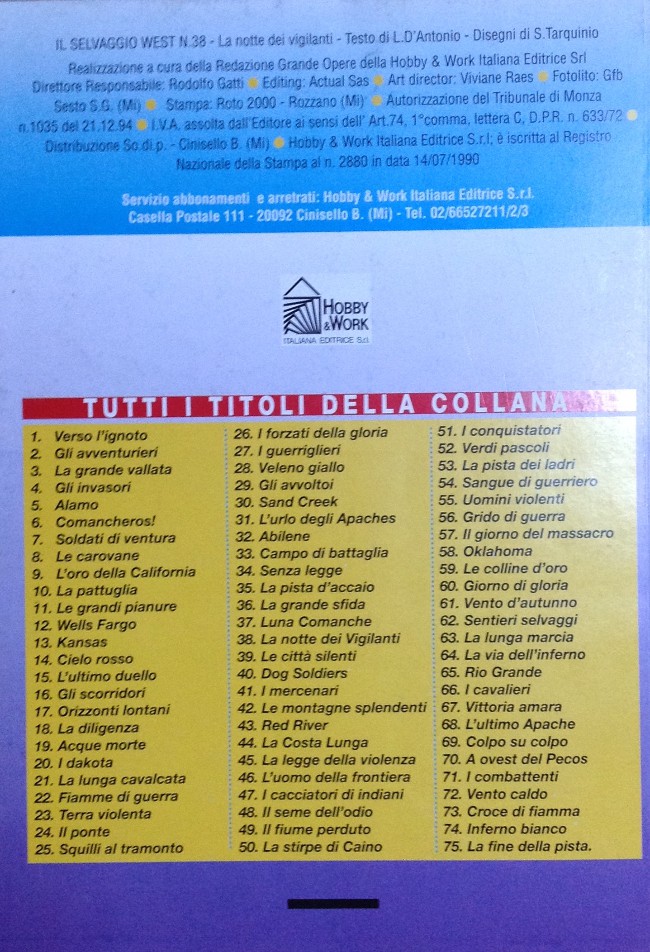 IL SELVAGGIO WEST N.38 - La notte dei vigilanti - Testo di L.D'Antonio - Disegni di S.Tarquinio
Realizzazione a cura della Redazione Grande Opere della Hobby & Work Italiana Editrice Srl
Direttore Responsabile: Rodolfo Gatti ● Editing: Actual Sas ● Art director: Viviane Raes ● Fotolito: Gfb
Sesto S.G. (Mi) ● Stampa: Roto 2000 - Rozzano (Mi) ● Autorizzazione del Tribunale di Monza
n.1035 del 21.12.94 ● I.V.A. assolta dall'Editore ai sensi dell' Art.74, 1°comma, lettera C, D.P.R. n. 633/72 ●
Distribuzione So.di.p. - Cinisello B. (Mi) ● Hobby & Work Italiana Editrice S.r.l; è iscritta al Registro
Nazionale della Stampa al n. 2880 in data 14/07/1990
Servizio abbonamenti e arretrati: Hobby & Work Italiana Editrice S.r.l.
Casella Postale 111 - 20092 Cinisello B. (Mi) - Tel. 02/66527211/2/3
HOBBY
& WORK
ITALIANA EDITRICE S.r.l.
TUTTI I TITOLI DELLA COLLANA
1. Verso l'ignoto
2. Gli avventurieri
3. La grande vallata
4. Gli invasori
5. Alamo
6. Comancheros!
7. Soldati di ventura
8. Le carovane
9. L'oro della California
10. La pattuglia
11. Le grandi pianure
12. Wells Fargo
13. Kansas
14. Cielo rosso
15. L'ultimo duello
16. Gli scorridori
17. Orizzonti lontani
18. La diligenza
19. Acque morte
20. I dakota
21. La lunga cavalcata
22. Fiamme di guerra
23. Terra violenta
24. Il ponte
25. Squilli al tramonto
26. I forzati della gloria
27. I guerriglieri
28. Veleno giallo
29. Gli avvoltoi
30. Sand Creek
31. L'urlo degli Apaches
32. Abilene
33. Campo di battaglia
34. Senza legge
35. La pista d'accaio
36. La grande sfida
37. Luna Comanche
38. La notte dei Vigilanti
39. Le città silenti
40. Dog Soldiers
41. I mercenari
42. Le montagne splendenti
43. Red River
44. La Costa Lunga
45. La legge della violenza
46. L'uomo della frontiera
47. I cacciatori di indiani
48. Il seme dell'odio
49. Il fiume perduto
50. La stirpe di Caino
51. I conquistatori
52. Verdi pascoli
53. La pista dei ladri
54. Sangue di guerriero
55. Uomini violenti
56. Grido di guerra
57. Il giorno del massacro
58. Oklahoma
59. Le colline d'oro
60. Giorno di gloria
61. Vento d'autunno
62. Sentieri selvaggi
63. La lunga marcia
64. La via dell'inferno
65. Rio Grande
66. I cavalieri
67. Vittoria amara
68. L'ultimo Apache
69. Colpo su colpo
70. A ovest del Pecos
71. I combattenti
72. Vento caldo
73. Croce di fiamma
74. Inferno bianco
75. La fine della pista.